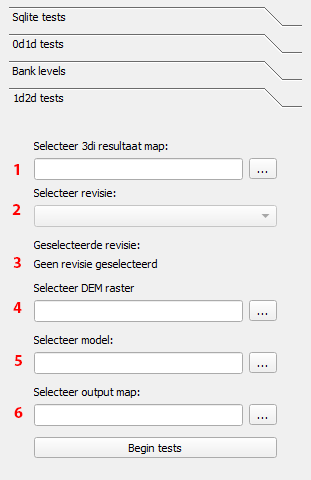 Sqlite tests
0d1d tests
Bank levels
1d2d tests
Selecteer 3di resultaat map:
1 ...
Selecteer revisie:
2
Geselecteerde revisie:
3 Geen revisie geselecteerd
Selecteer DEM raster
4 ...
Selecteer model:
5 ...
Selecteer output map:
6 ...
Begin tests